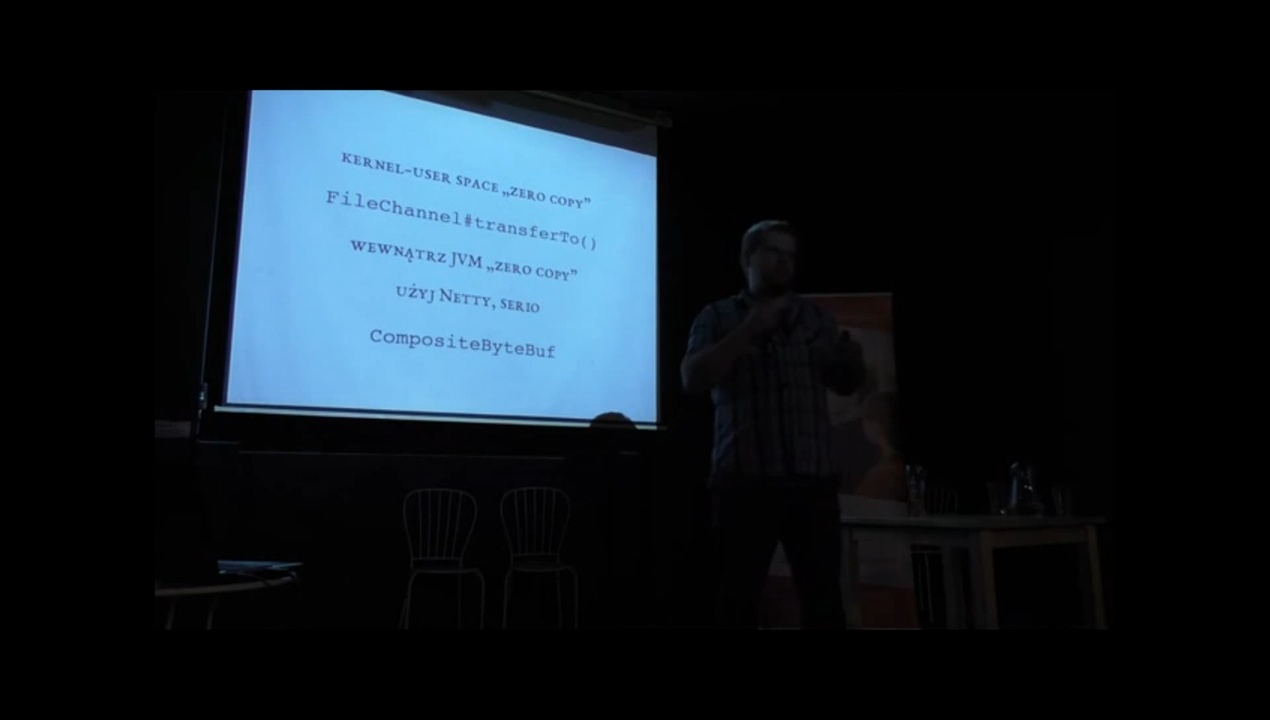 KERNEL-USER SPACE „ZERO COPY”
FileChannel#transferTo()
WEWNĄTRZ JVM „ZERO COPY”
UŻYJ NETTY, SERIO
CompositeByteBuf